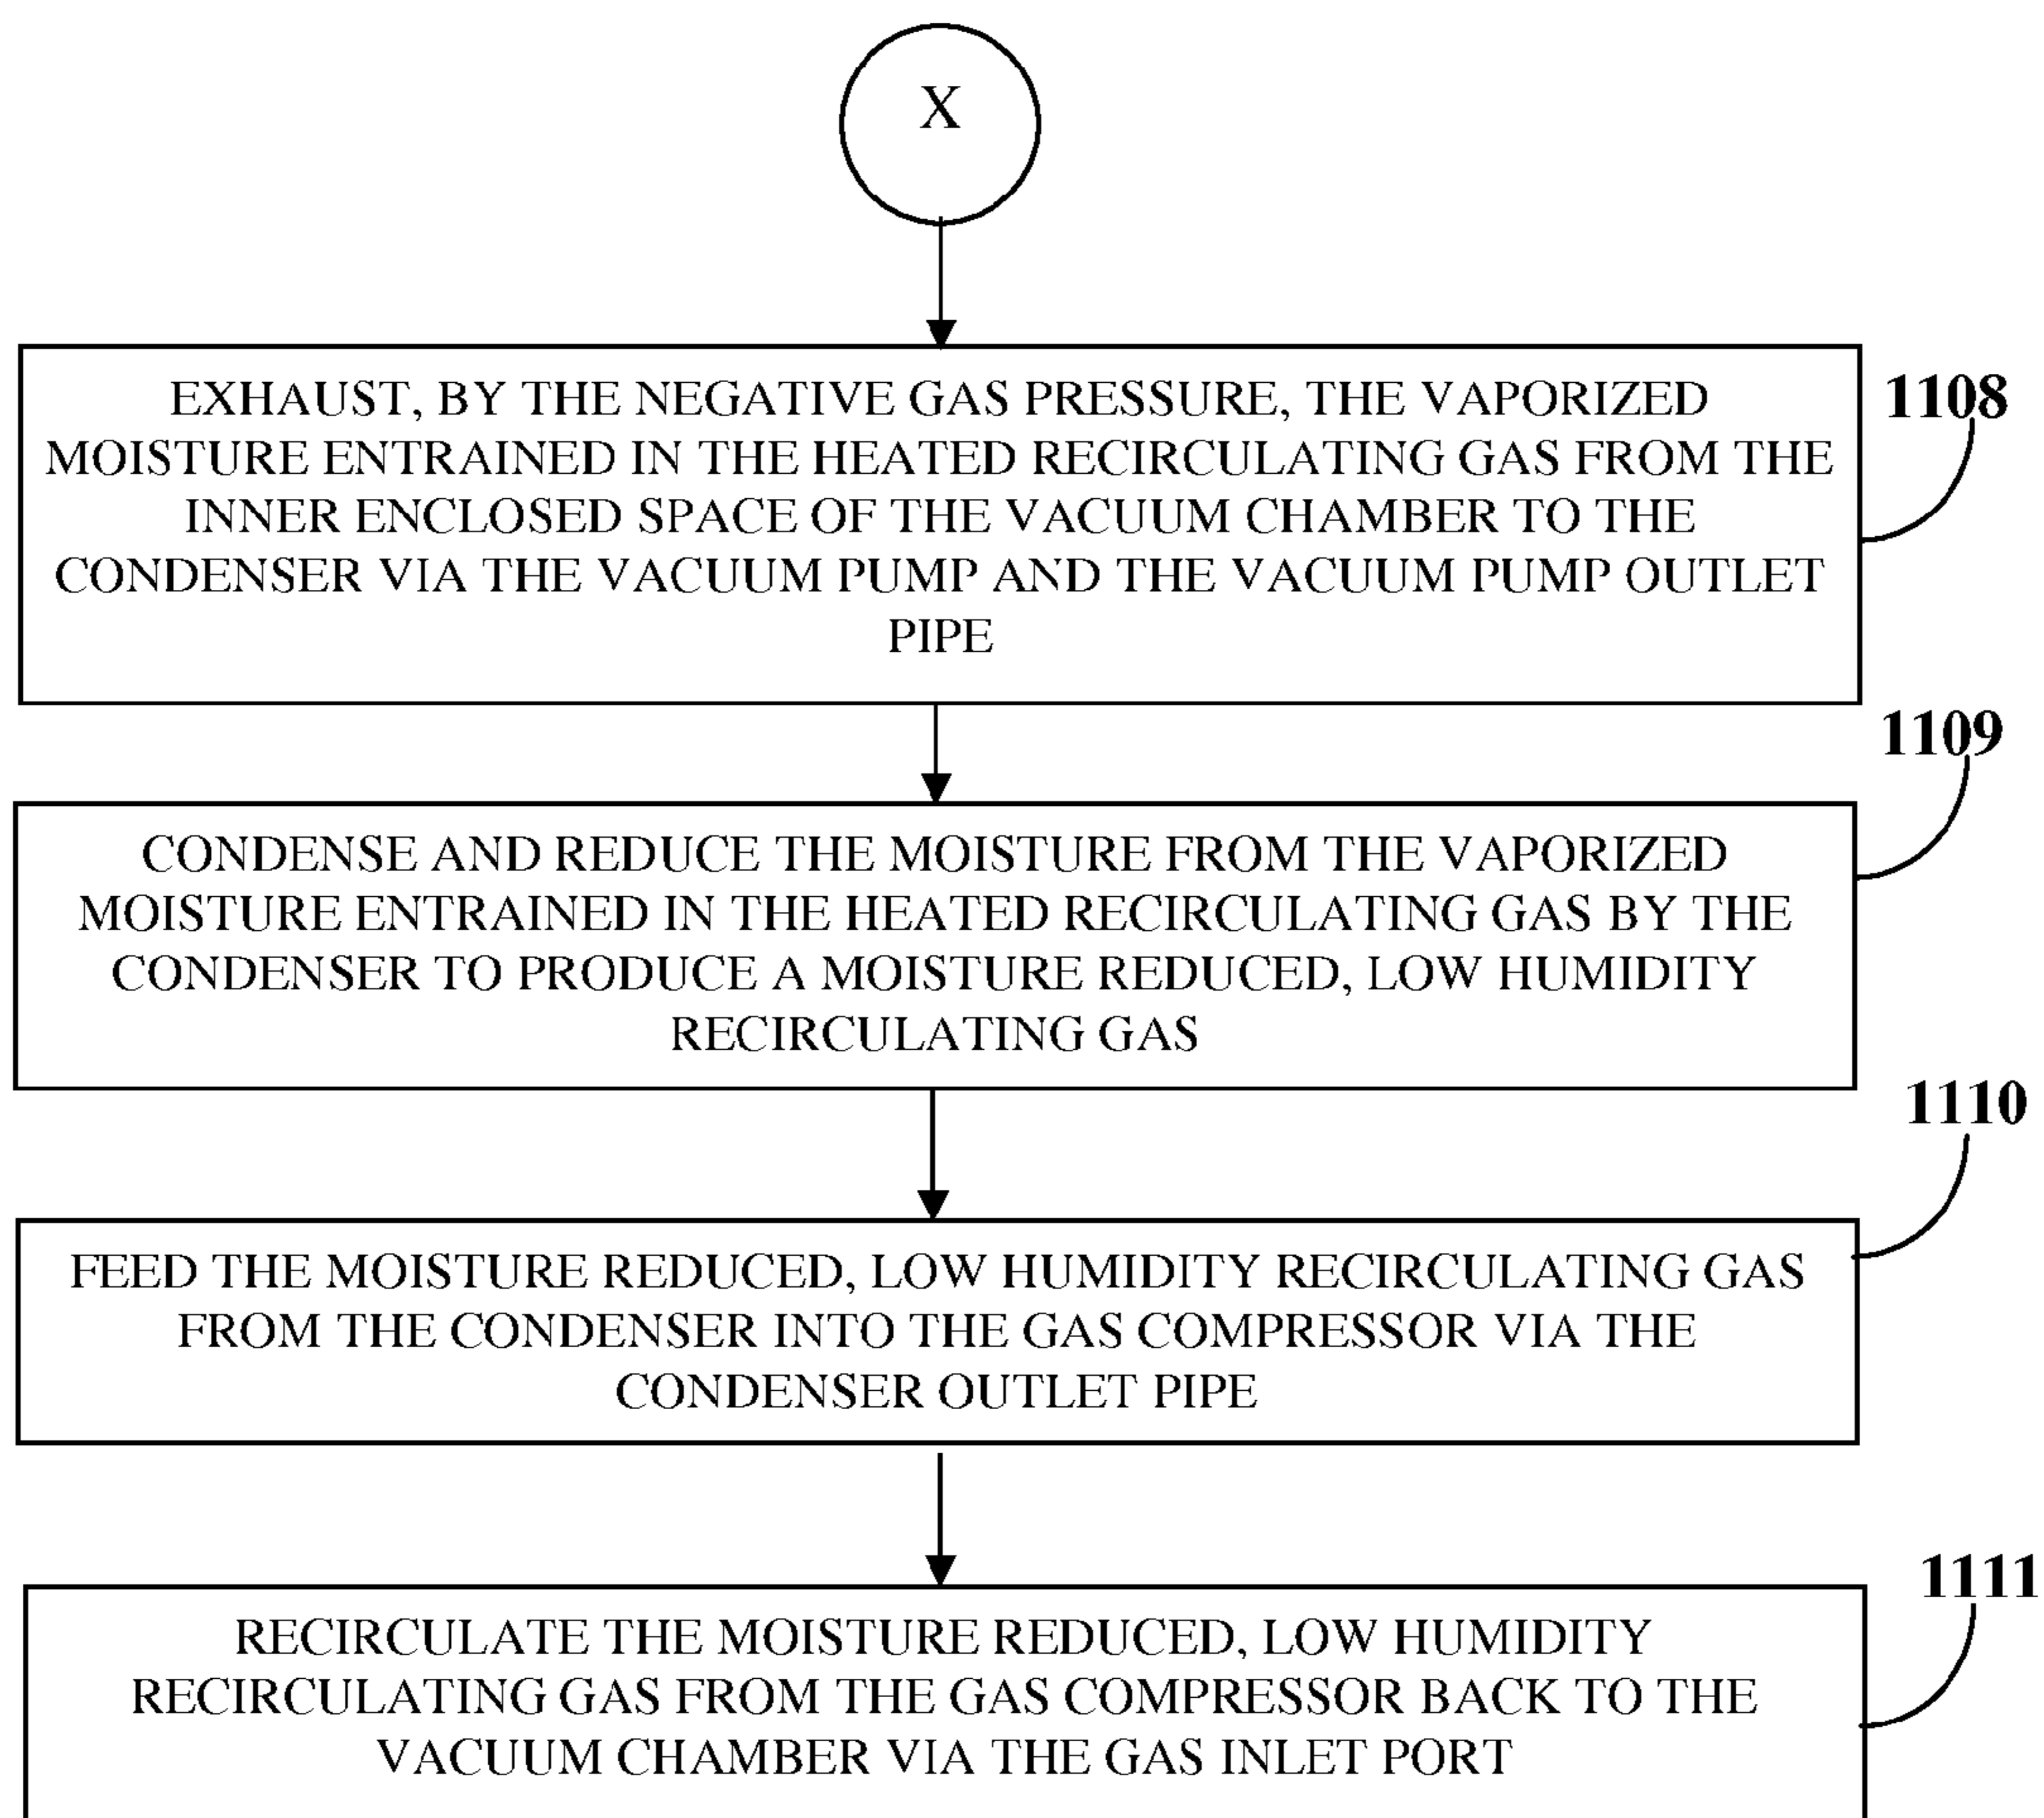 X
EXHAUST, BY THE NEGATIVE GAS PRESSURE, THE VAPORIZED
MOISTURE ENTRAINED IN THE HEATED RECIRCULATING GAS FROM THE
INNER ENCLOSED SPACE OF THE VACUUM CHAMBER TO THE
CONDENSER VIA THE VACUUM PUMP AND THE VACUUM PUMP OUTLET
PIPE
1108
CONDENSE AND REDUCE THE MOISTURE FROM THE VAPORIZED
MOISTURE ENTRAINED IN THE HEATED RECIRCULATING GAS BY THE
CONDENSER TO PRODUCE A MOISTURE REDUCED, LOW HUMIDITY
RECIRCULATING GAS
1109
FEED THE MOISTURE REDUCED, LOW HUMIDITY RECIRCULATING GAS
FROM THE CONDENSER INTO THE GAS COMPRESSOR VIA THE
CONDENSER OUTLET PIPE
1110
RECIRCULATE THE MOISTURE REDUCED, LOW HUMIDITY
RECIRCULATING GAS FROM THE GAS COMPRESSOR BACK TO THE
VACUUM CHAMBER VIA THE GAS INLET PORT
1111